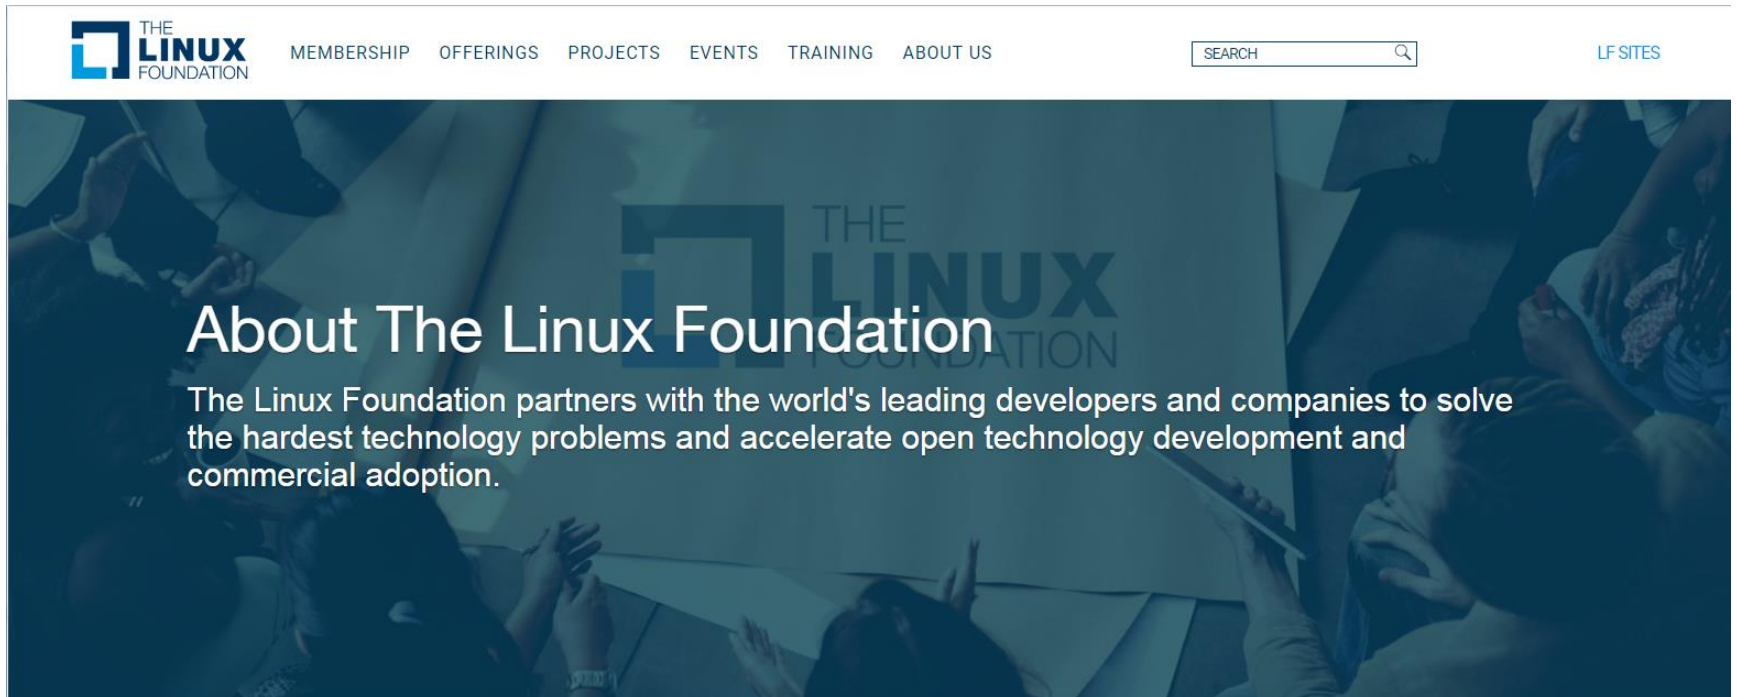 THE
LINUX
FOUNDATION
MEMBERSHIP OFFERINGS PROJECTS EVENTS TRAINING ABOUT US SEARCH LF SITES
THE
LINUX
FOUNDATION
About The Linux Foundation
The Linux Foundation partners with the world's leading developers and companies to solve
the hardest technology problems and accelerate open technology development and
commercial adoption.